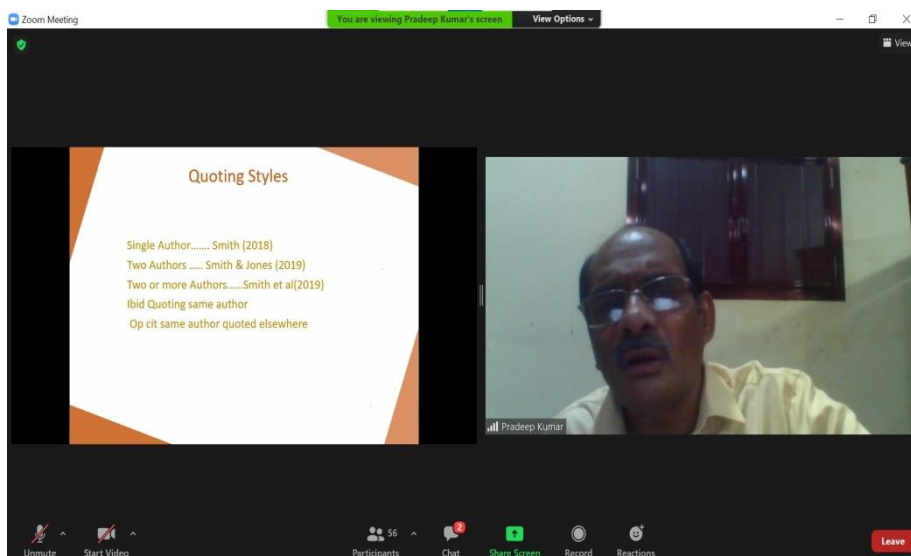 Zoom Meeting
You are viewing Pradeep Kumar's screen View Options
View
Quoting Styles
Single Author....... Smith (2018)
Two Authors ..... Smith & Jones (2019)
Two or more Authors......Smith et al(2019)
Ibid Quoting same author
Op cit same author quoted elsewhere
Pradeep Kumar
56
2
Unmute Start Video Participants Chat Share Screen Record Reactions
Leave